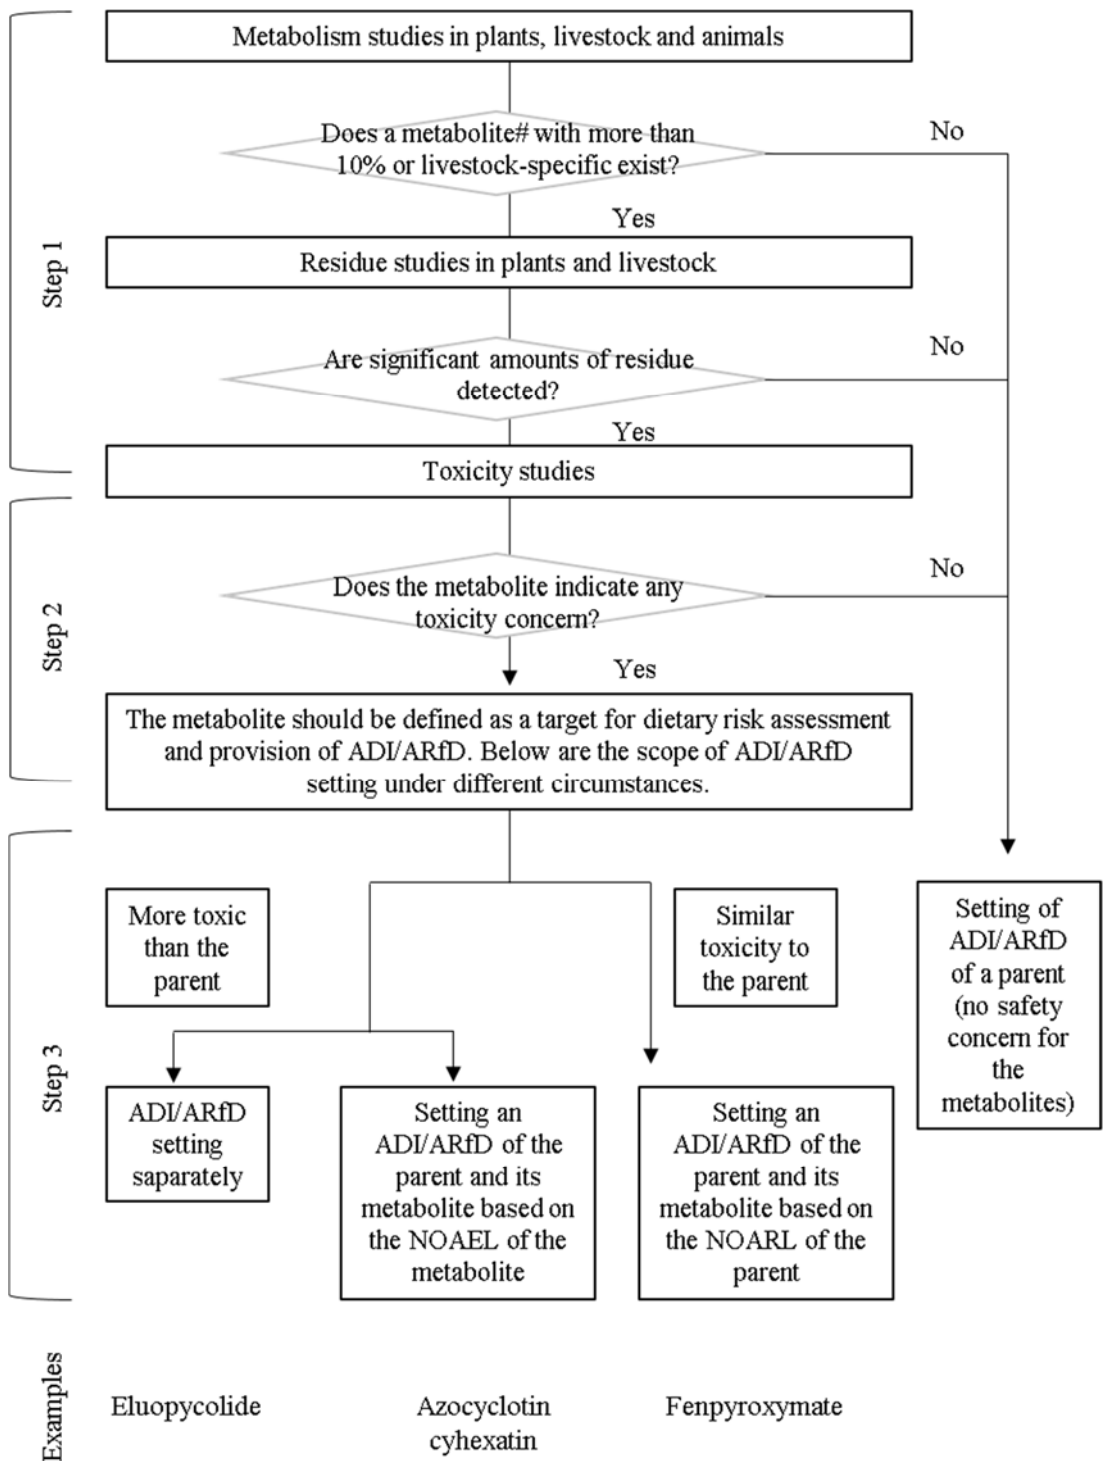 Metabolism studies in plants, livestock and animals
Does a metabolite# with more than
10% or livestock-specific exist?
No
Yes
Step 1
Residue studies in plants and livestock
Are significant amounts of residue
detected?
No
Yes
Toxicity studies
Does the metabolite indicate any
toxicity concern?
No
Step 2
Yes
The metabolite should be defined as a target for dietary risk assessment
and provision of ADI/ARfD. Below are the scope of ADI/ARfD
setting under different circumstances.
More toxic
than the
parent
Similar
toxicity to
the parent
Setting of
ADI/ARfD
of a parent
(no safety
concern for
the
metabolites)
Step 3
ADI/ARfD
setting
saparately
Setting an
ADI/ARfD of the
parent and its
metabolite based on
the NOAEL of the
metabolite
Setting an
ADI/ARfD of the
parent and its
metabolite based on
the NOARL of the
parent
Examples
Eluopycolide
Azocyclotin
cyhexatin
Fenpyroxymate